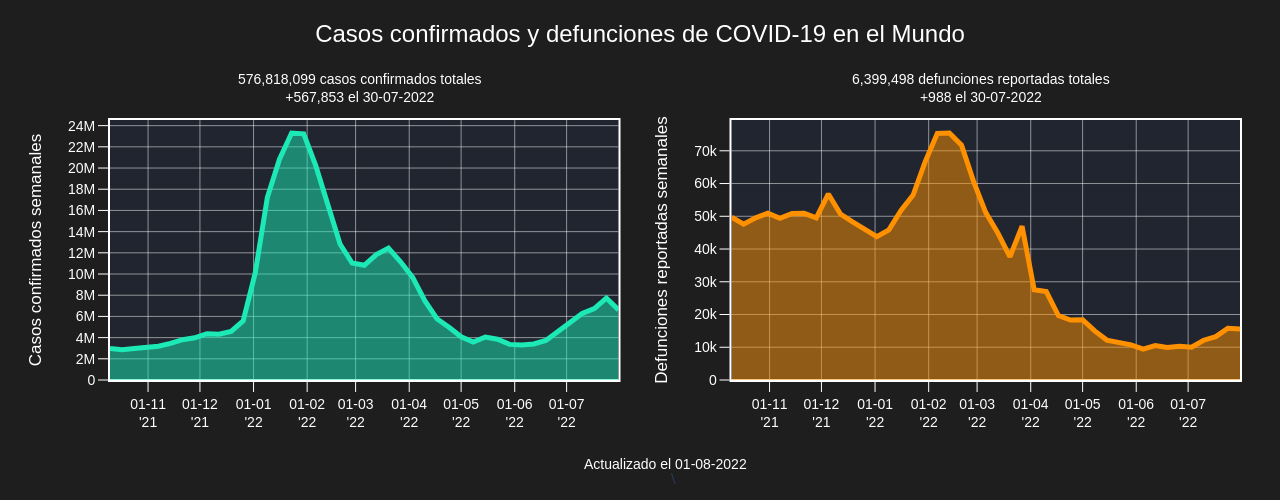 Casos confirmados y defunciones de COVID-19 en el Mundo
576,818,099 casos confirmados totales
+567,853 el 30-07-2022
Casos confirmados semanales
24M
22M
20M
18M
16M
14M
12M
10M
8M
6M
4M
2M
0
01-11 01-12 01-01 01-02 01-03 01-04 01-05 01-06 01-07
'21 '21 '22 '22 '22 '22 '22 '22 '22
6,399,498 defunciones reportadas totales
+988 el 30-07-2022
Defunciones reportadas semanales
70k
60k
50k
40k
30k
20k
10k
0
01-11 01-12 01-01 01-02 01-03 01-04 01-05 01-06 01-07
'21 '21 '22 '22 '22 '22 '22 '22 '22
Actualizado el 01-08-2022
\